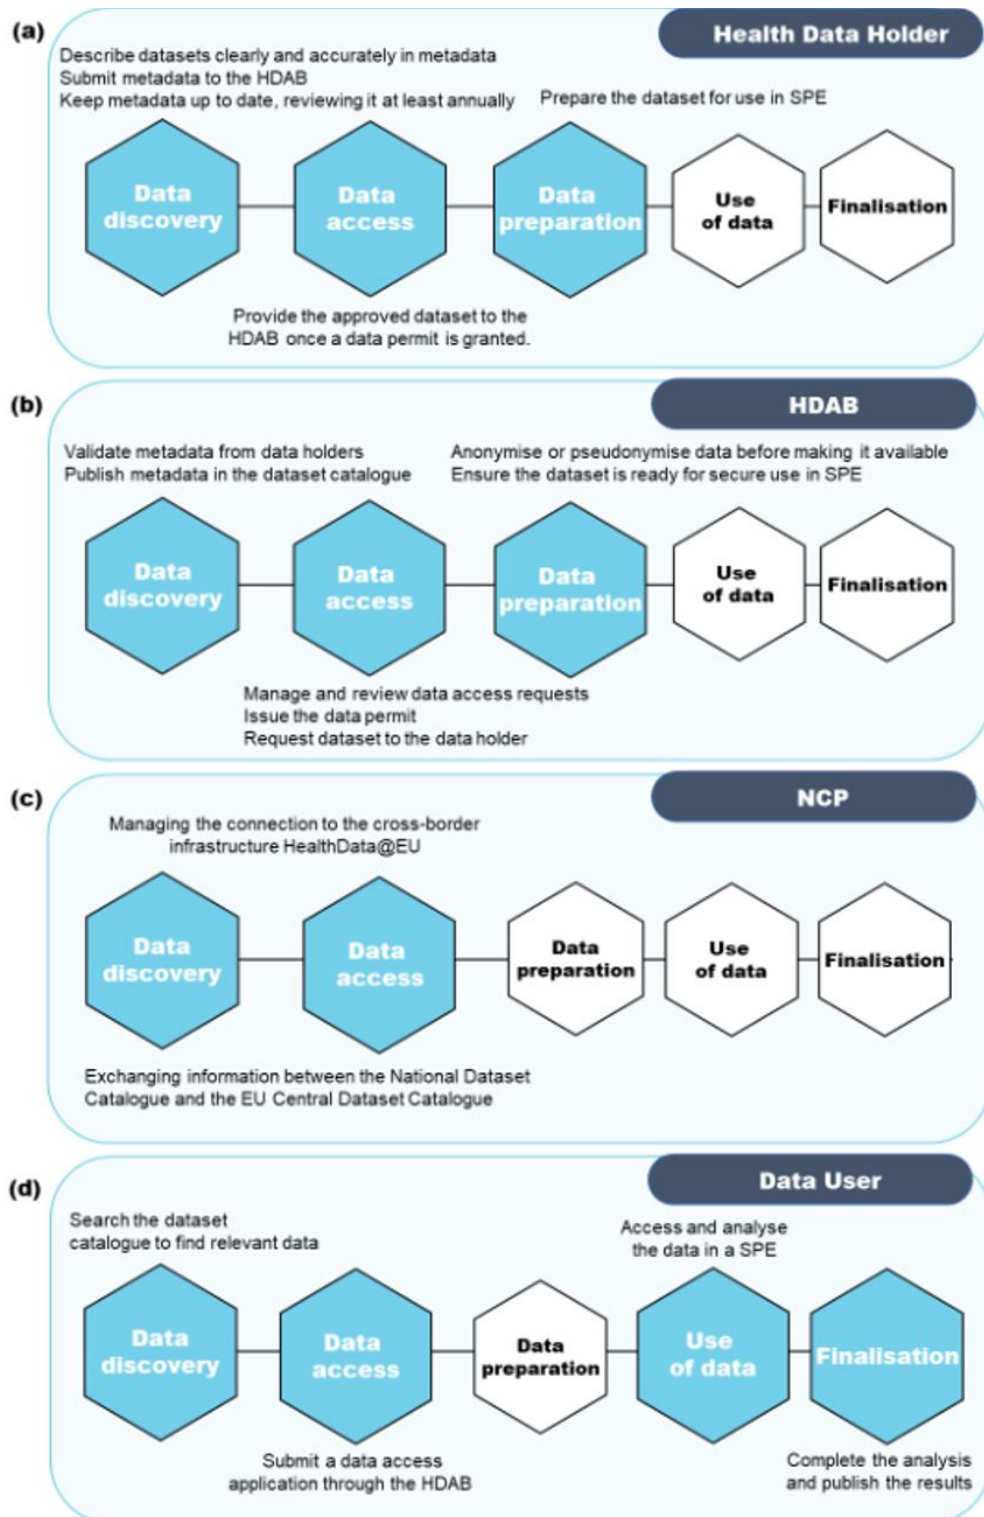 (a)
Health Data Holder
Describe datasets clearly and accurately in metadata
Submit metadata to the HDAB
Keep metadata up to date, reviewing it at least annually
Prepare the dataset for use in SPE
Data
discovery
Data
access
Data
preparation
Use
of data
Finalisation
Provide the approved dataset to the
HDAB once a data permit is granted.
(b)
HDAB
Validate metadata from data holders
Publish metadata in the dataset catalogue
Anonymise or pseudonymise data before making it available
Ensure the dataset is ready for secure use in SPE
Data
discovery
Data
access
Data
preparation
Use
of data
Finalisation
Manage and review data access requests
Issue the data permit
Request dataset to the data holder
(c)
NCP
Managing the connection to the cross-border
infrastructure HealthData@EU
Data
discovery
Data
access
Data
preparation
Use
of data
Finalisation
Exchanging information between the National Dataset
Catalogue and the EU Central Dataset Catalogue
(d)
Data User
Search the dataset
catalogue to find relevant data
Access and analyse
the data in a SPE
Data
discovery
Data
access
Data
preparation
Use
of data
Finalisation
Submit a data access
application through the HDAB
Complete the analysis
and publish the results